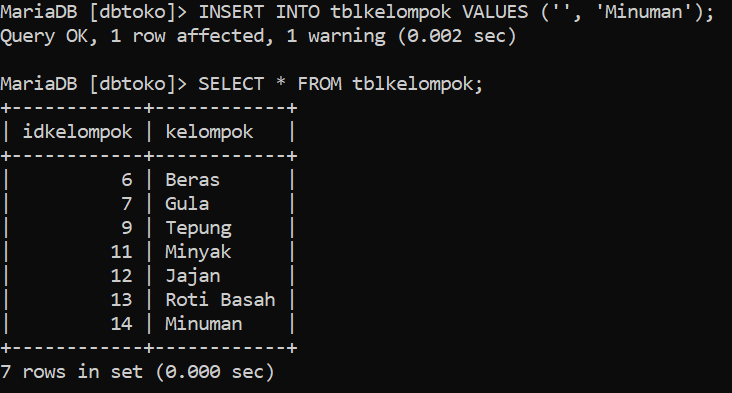 MariaDB [dbtoko]> INSERT INTO tblkelompok VALUES ('', 'Minuman');
Query OK, 1 row affected, 1 warning (0.002 sec)

MariaDB [dbtoko]> SELECT * FROM tblkelompok;
+------------+------------+
| idkelompok | kelompok   |
+------------+------------+
|          6 | Beras      |
|          7 | Gula       |
|          9 | Tepung     |
|         11 | Minyak     |
|         12 | Jajan      |
|         13 | Roti Basah |
|         14 | Minuman    |
+------------+------------+
7 rows in set (0.000 sec)